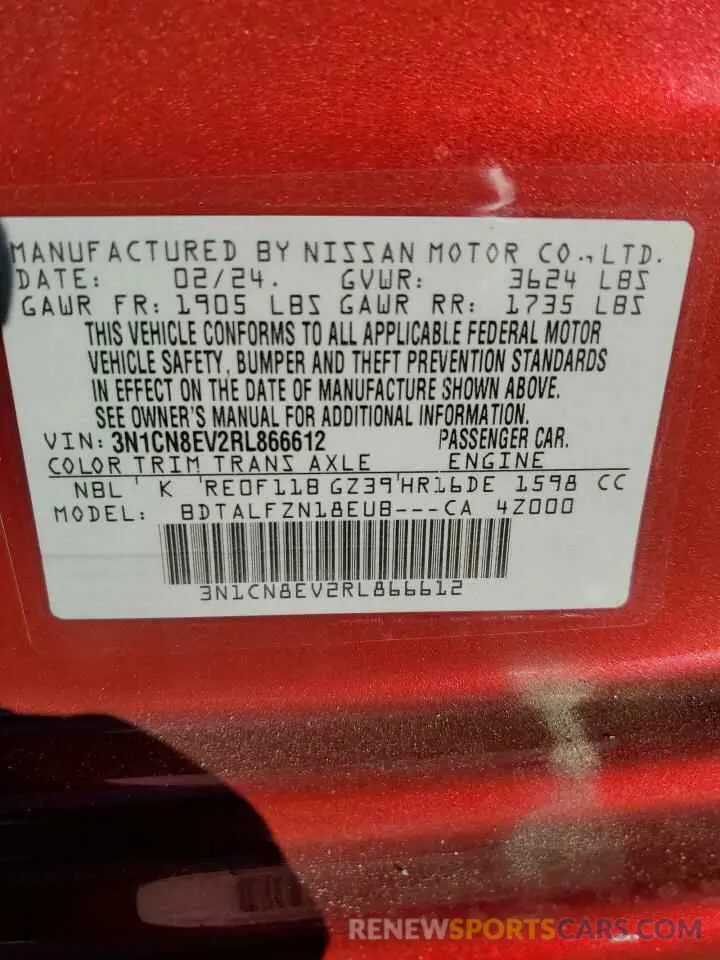 MANUFACTURED BY NISSAN MOTOR CO.,LTD.
DATE: 02/24. GVWR: 3624 LBS
GAWR FR: 1905 LBS GAWR RR: 1735 LBS
THIS VEHICLE CONFORMS TO ALL APPLICABLE FEDERAL MOTOR
VEHICLE SAFETY, BUMPER AND THEFT PREVENTION STANDARDS
IN EFFECT ON THE DATE OF MANUFACTURE SHOWN ABOVE.
SEE OWNER'S MANUAL FOR ADDITIONAL INFORMATION.
VIN: 3N1CN8EV2RL866612 PASSENGER CAR.
COLOR TRIM TRANS AXLE ENGINE
NBL K RE0F11B GZ39 HR16DE 1598 CC
MODEL: BDTALFZN18EUB---CA 4Z000
3N1CN8EV2RL866612
RENEWSPORTSCARS.COM